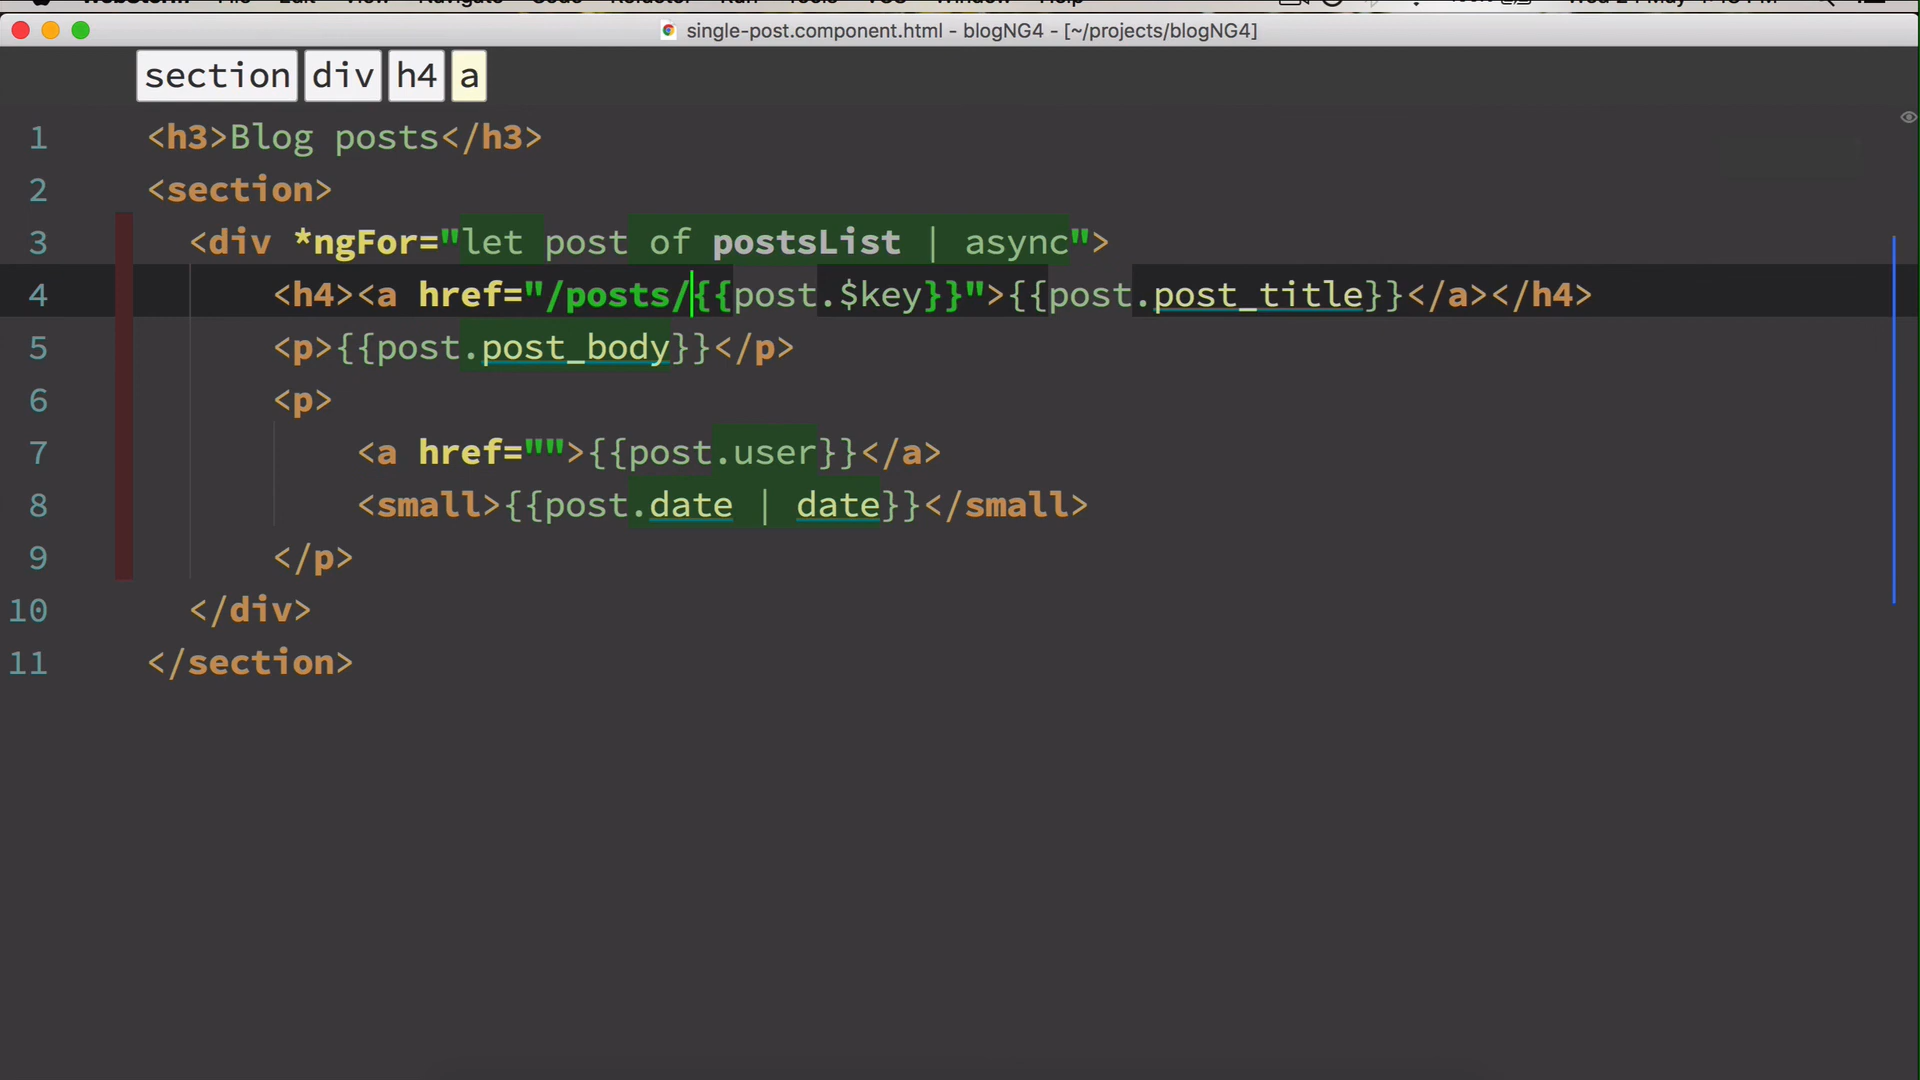 single-post.component.html - blogNG4 - [~/projects/blogNG4]
section div h4 a
1 <h3>Blog posts</h3>
2 <section>
3 <div *ngFor="let post of postsList | async">
4 <h4><a href="/posts/{{post.$key}}">{{post.post_title}}</a></h4>
5 <p>{{post.post_body}}</p>
6 <p>
7 <a href="">{{post.user}}</a>
8 <small>{{post.date | date}}</small>
9 </p>
10 </div>
11 </section>